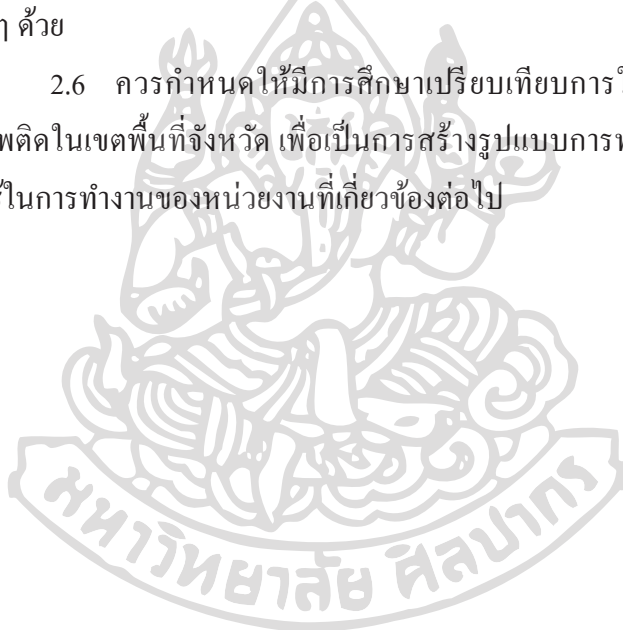 ๆ ด้วย
2.6 ควรกำหนดให้มีการศึกษาเปรียบเทียบการใ
พติดในเขตพื้นที่จังหวัด เพื่อเป็นการสร้างรูปแบบการท
ในการทำงานของหน่วยงานที่เกี่ยวข้องต่อไป
มหาวิทยาลัย ศิลปากร